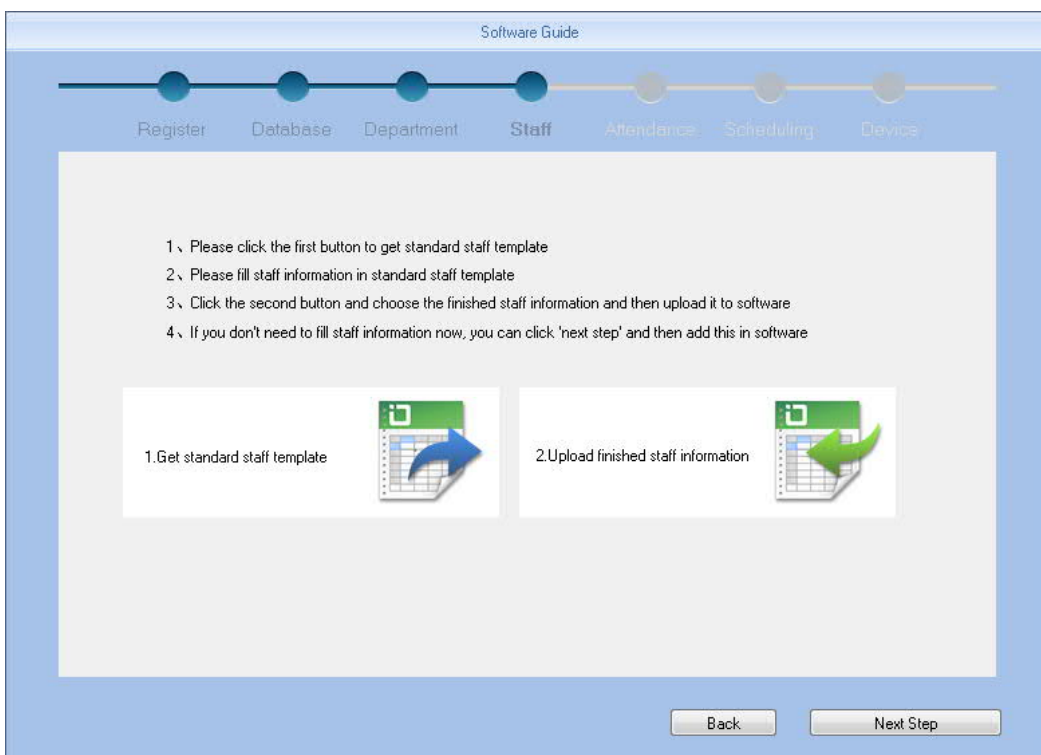 Software Guide
Register Database Department Staff Attendance Scheduling Device
1、Please click the first button to get standard staff template
2、Please fill staff information in standard staff template
3、Click the second button and choose the finished staff information and then upload it to software
4、If you don't need to fill staff information now, you can click 'next step' and then add this in software
1.Get standard staff template
2.Upload finished staff information
Back
Next Step